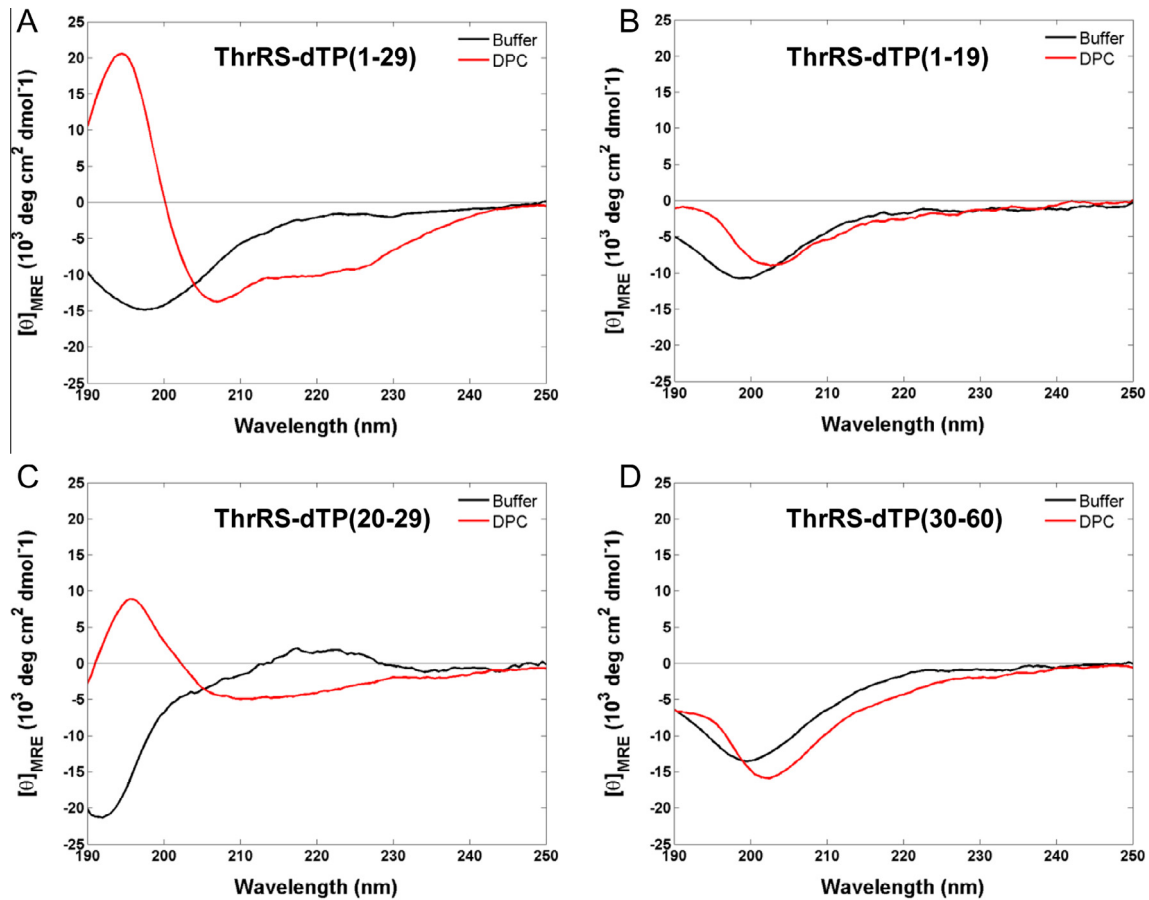 A
ThrRS-dTP(1-29)
Buffer
DPC
25
20
15
10
5
0
-5
-10
-15
-20
-25
190 200 210 220 230 240 250
[θ]MRE (10³ deg cm² dmol⁻1)
Wavelength (nm)
B
ThrRS-dTP(1-19)
Buffer
DPC
25
20
15
10
5
0
-5
-10
-15
-20
-25
190 200 210 220 230 240 250
[θ]MRE (10³ deg cm² dmol⁻1)
Wavelength (nm)
C
ThrRS-dTP(20-29)
Buffer
DPC
25
20
15
10
5
0
-5
-10
-15
-20
-25
190 200 210 220 230 240 250
[θ]MRE (10³ deg cm² dmol⁻1)
Wavelength (nm)
D
ThrRS-dTP(30-60)
Buffer
DPC
25
20
15
10
5
0
-5
-10
-15
-20
-25
190 200 210 220 230 240 250
[θ]MRE (10³ deg cm² dmol⁻1)
Wavelength (nm)